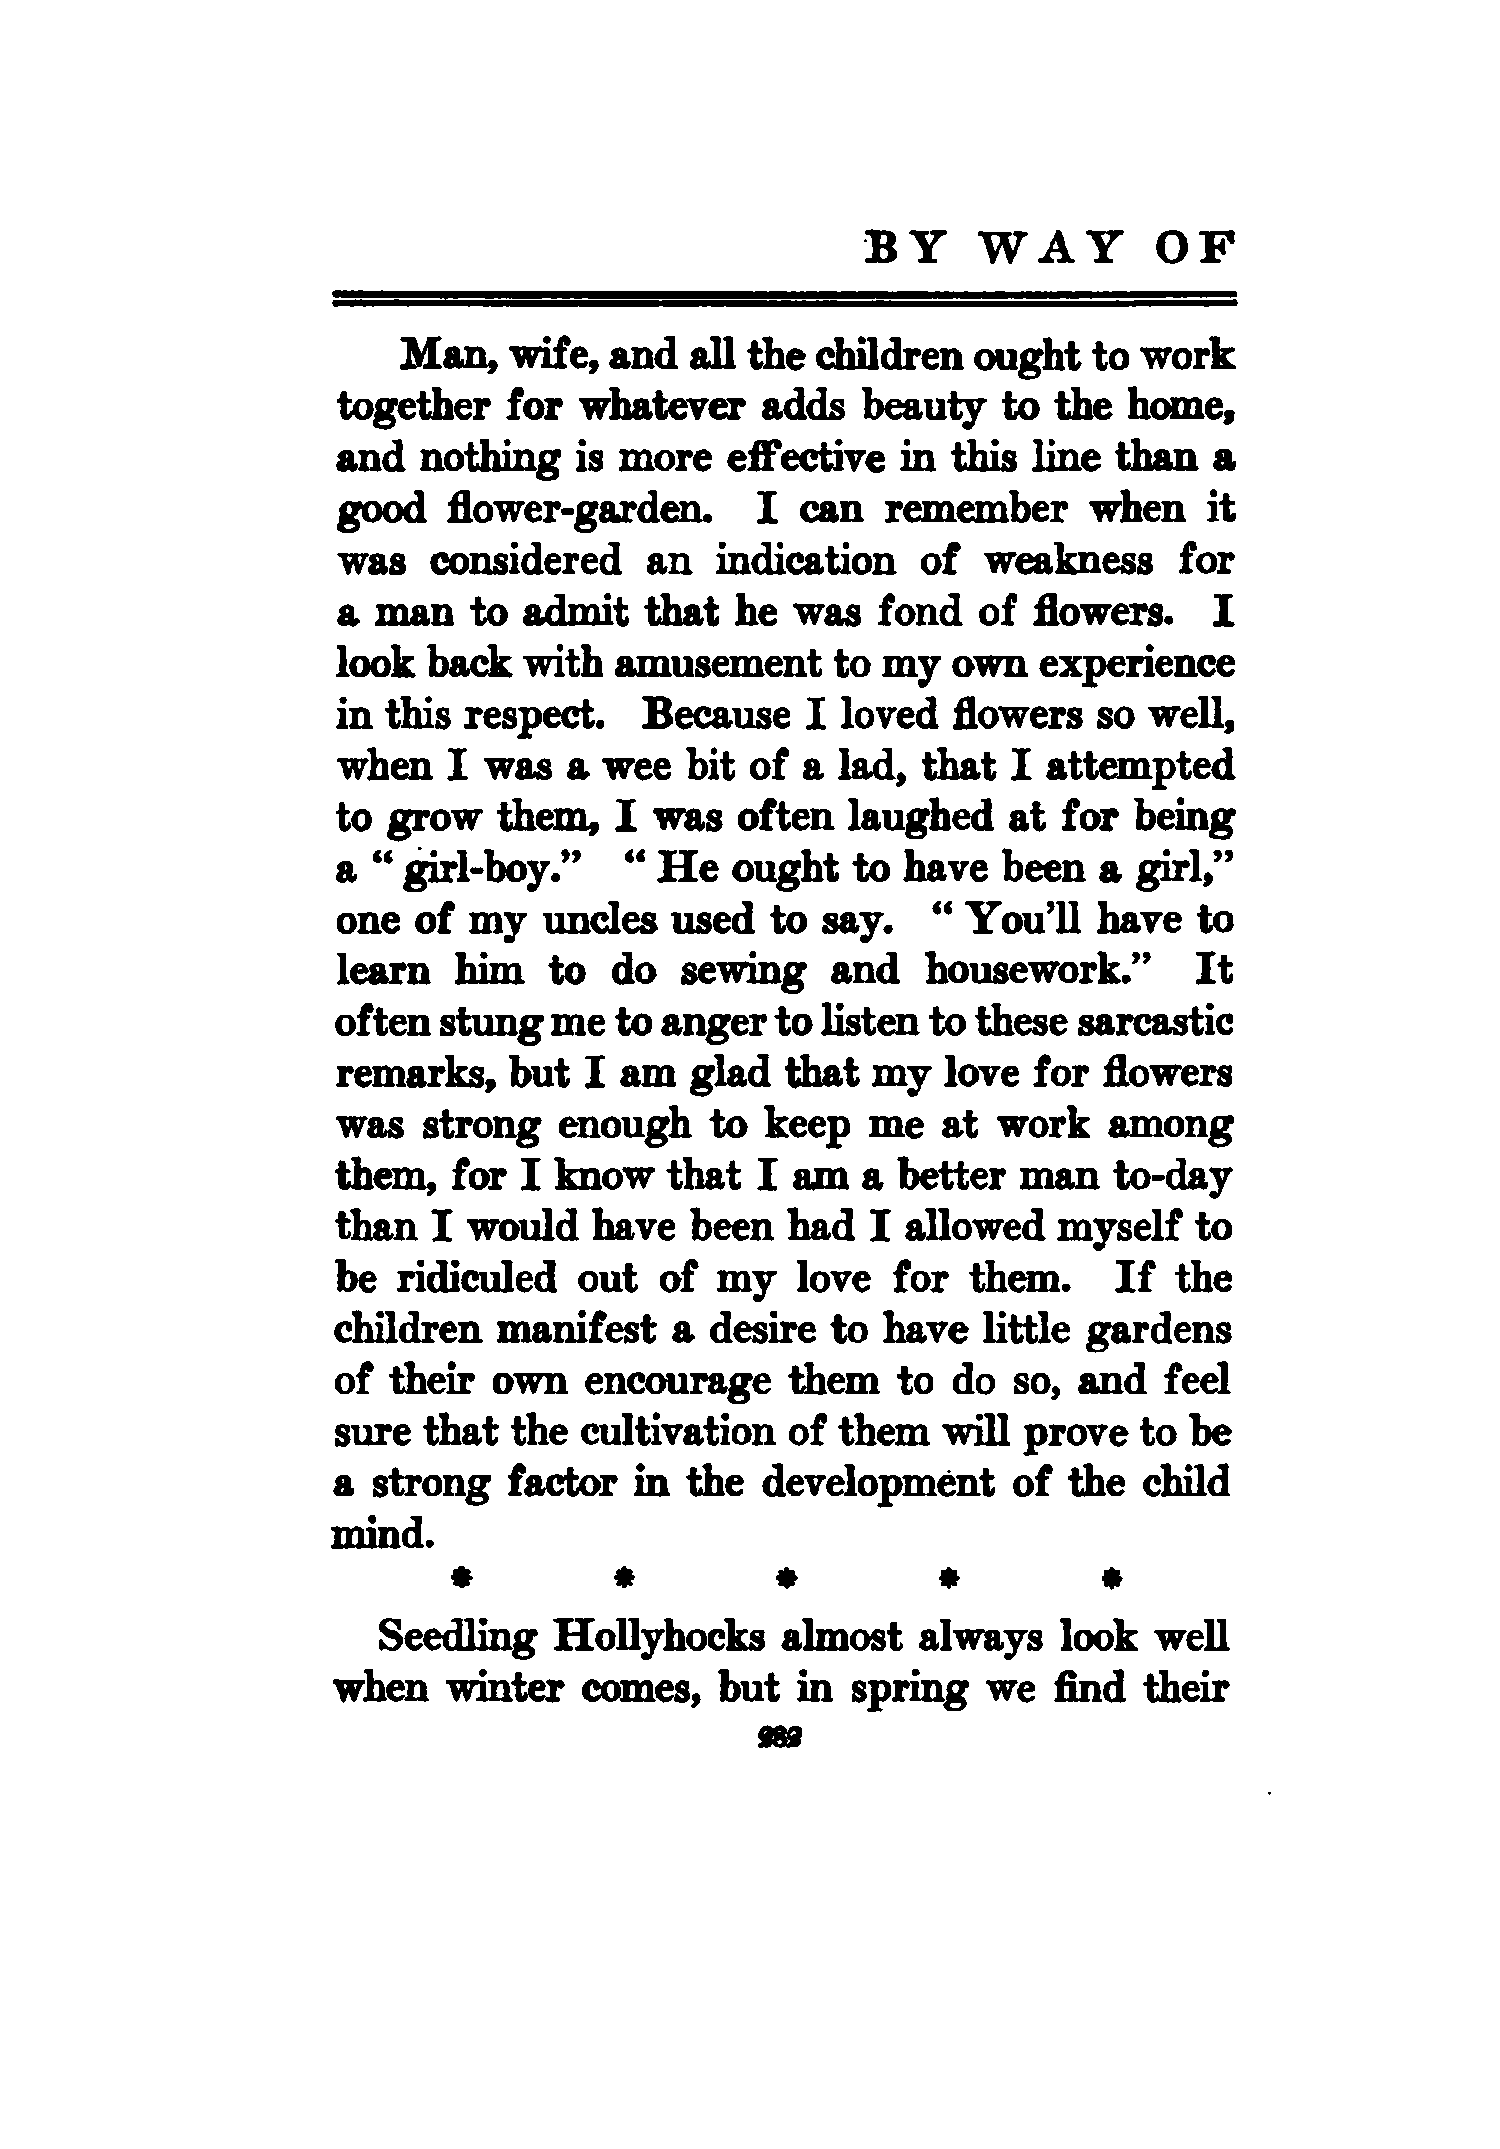 BY WAY OF
Man, wife, and all the children ought to work
together for whatever adds beauty to the home,
and nothing is more effective in this line than a
good flower-garden. I can remember when it
was considered an indication of weakness for
a man to admit that he was fond of flowers. I
look back with amusement to my own experience
in this respect. Because I loved flowers so well,
when I was a wee bit of a lad, that I attempted
to grow them, I was often laughed at for being
a “ girl-boy.” “ He ought to have been a girl,”
one of my uncles used to say. “ You’ll have to
learn him to do sewing and housework.” It
often stung me to anger to listen to these sarcastic
remarks, but I am glad that my love for flowers
was strong enough to keep me at work among
them, for I know that I am a better man to-day
than I would have been had I allowed myself to
be ridiculed out of my love for them. If the
children manifest a desire to have little gardens
of their own encourage them to do so, and feel
sure that the cultivation of them will prove to be
a strong factor in the development of the child
mind.
* * * * *
Seedling Hollyhocks almost always look well
when winter comes, but in spring we find their
282